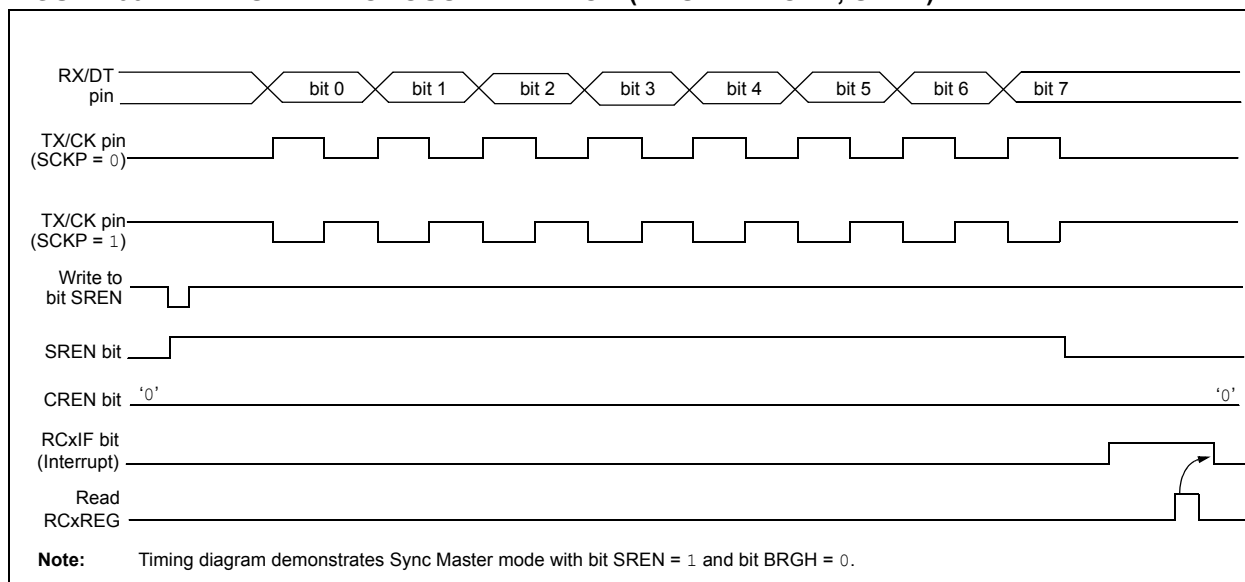 RX/DT
pin
bit 0 bit 1 bit 2 bit 3 bit 4 bit 5 bit 6 bit 7
TX/CK pin
(SCKP = 0)
TX/CK pin
(SCKP = 1)
Write to
bit SREN
SREN bit
CREN bit ‘0’ ‘0’
RCxIF bit
(Interrupt)
Read
RCxREG
Note: Timing diagram demonstrates Sync Master mode with bit SREN = 1 and bit BRGH = 0.